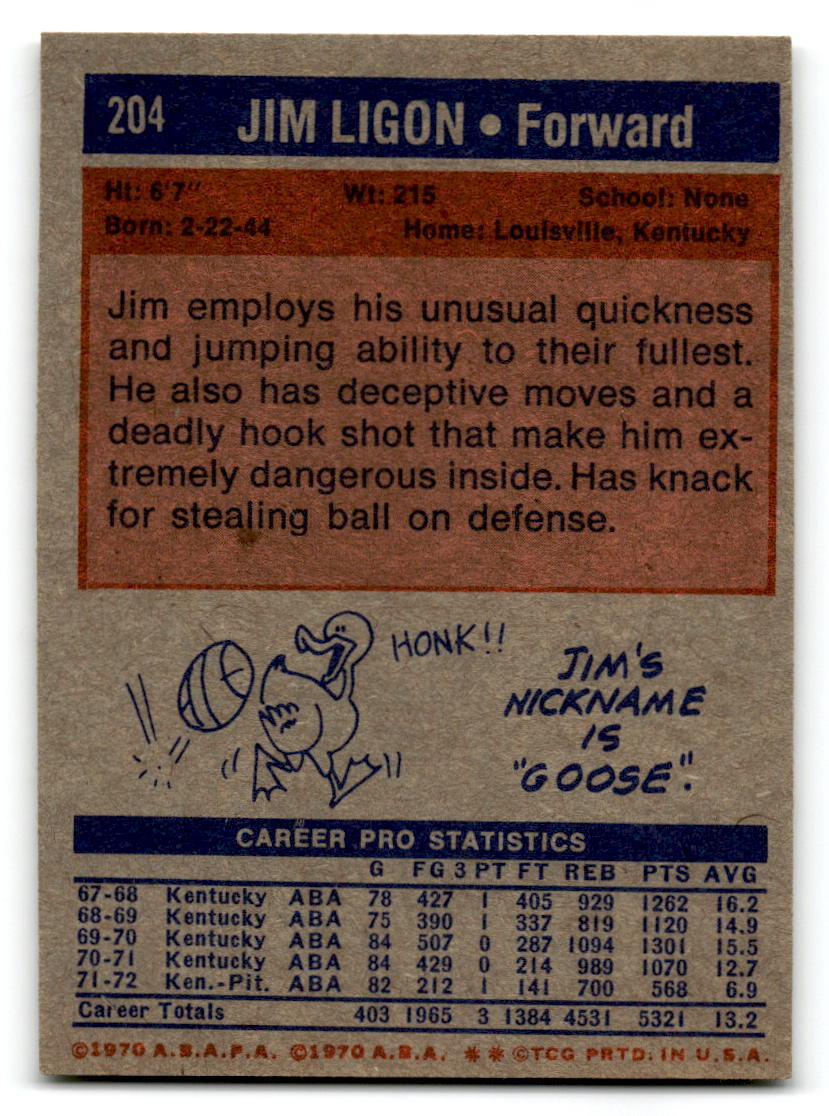 204 JIM LIGON • Forward
Ht: 6'7" Wt: 215 School: None
Born: 2-22-44 Home: Louisville, Kentucky
Jim employs his unusual quickness
and jumping ability to their fullest.
He also has deceptive moves and a
deadly hook shot that make him ex-
tremely dangerous inside. Has knack
for stealing ball on defense.
HONK!!
JIM'S
NICKNAME
IS
"GOOSE".
CAREER PRO STATISTICS
G FG 3 PT FT REB PTS AVG
67-68 Kentucky ABA 78 427 1 405 929 1262 16.2
68-69 Kentucky ABA 75 390 1 337 819 1120 14.9
69-70 Kentucky ABA 84 507 0 287 1094 1301 15.5
70-71 Kentucky ABA 84 429 0 214 989 1070 12.7
71-72 Ken.-Pit. ABA 82 212 1 141 700 568 6.9
Career Totals 403 1965 3 1384 4531 5321 13.2
©1970 A.B.A.P.A. ©1970 A.B.A. ✱ ✱ ©TCG PRTD. IN U.S.A.